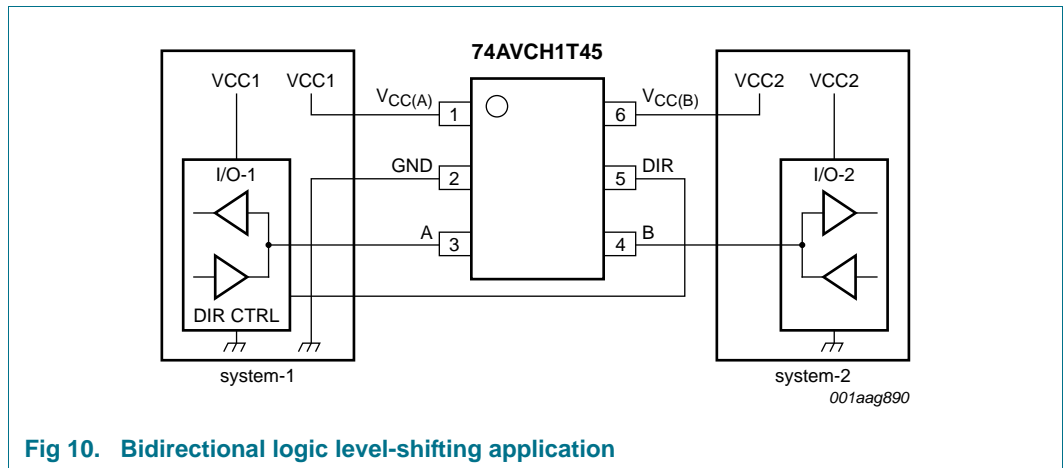 74AVCH1T45
VCC1 VCC1
VCC(A)
1
6
VCC(B)
VCC2 VCC2
I/O-1
GND
2
5
DIR
I/O-2
A
3
4
B
DIR CTRL
system-1
system-2
001aag890
Fig 10. Bidirectional logic level-shifting application